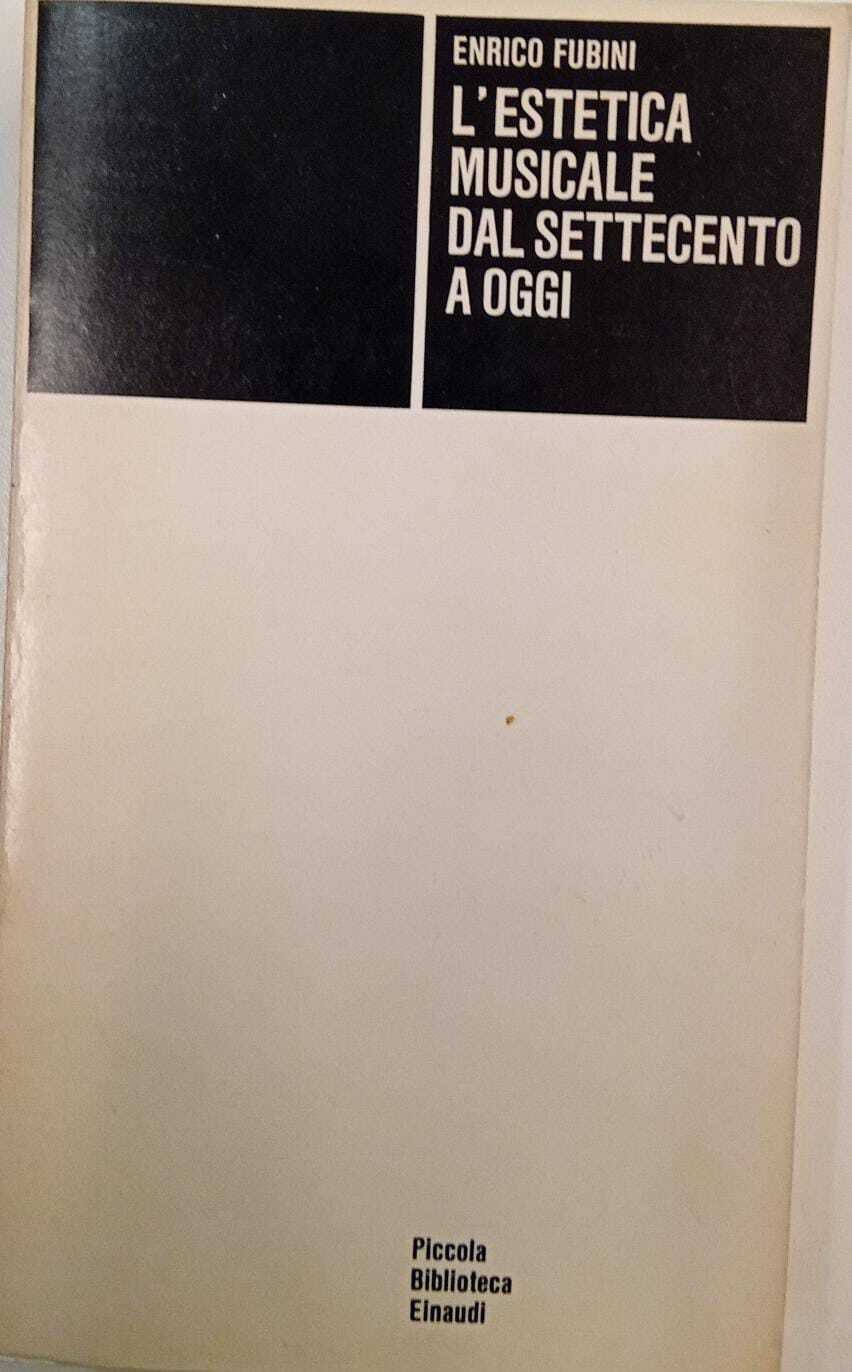 ENRICO FUBINI
L'ESTETICA
MUSICALE
DAL SETTECENTO
A OGGI
Piccola
Biblioteca
Einaudi